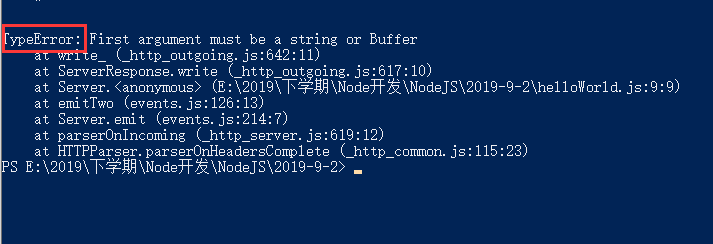 TypeError: First argument must be a string or Buffer
at write_ (_http_outgoing.js:642:11)
at ServerResponse.write (_http_outgoing.js:617:10)
at Server.<anonymous> (E:\2019\下学期\Node开发\NodeJS\2019-9-2\helloWorld.js:9:9)
at emitTwo (events.js:126:13)
at Server.emit (events.js:214:7)
at parserOnIncoming (_http_server.js:619:12)
at HTTPParser.parserOnHeadersComplete (_http_common.js:115:23)
PS E:\2019\下学期\Node开发\NodeJS\2019-9-2>